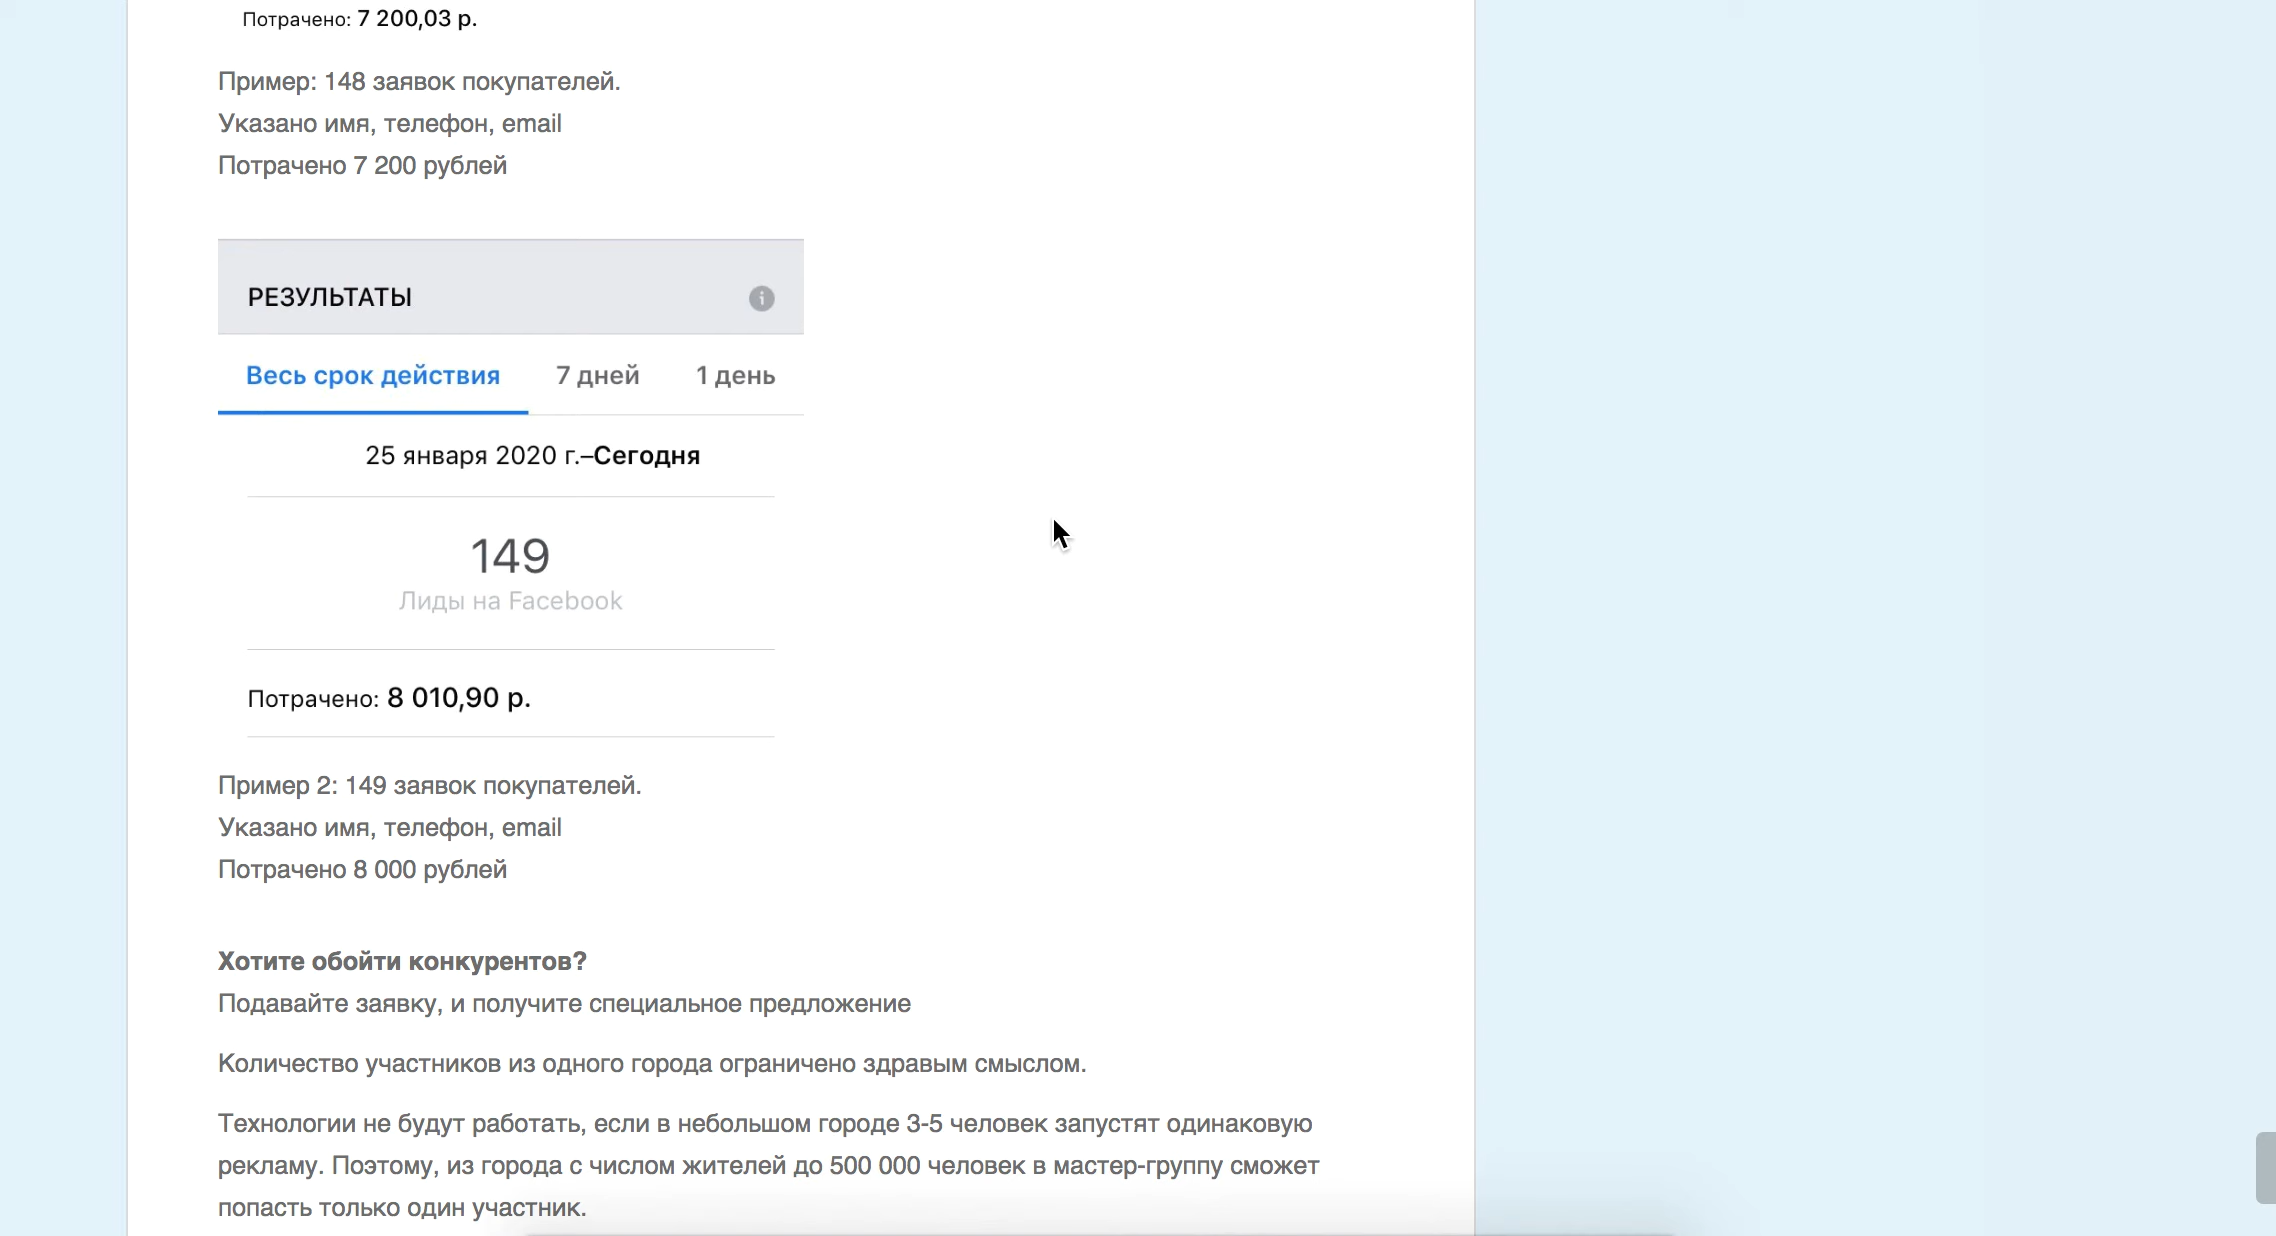 Потрачено: 7 200,03 р.
Пример: 148 заявок покупателей.
Указано имя, телефон, email
Потрачено 7 200 рублей
РЕЗУЛЬТАТЫ
Весь срок действия 7 дней 1 день
25 января 2020 г.–Сегодня
149
Лиды на Facebook
Потрачено: 8 010,90 р.
Пример 2: 149 заявок покупателей.
Указано имя, телефон, email
Потрачено 8 000 рублей
Хотите обойти конкурентов?
Подавайте заявку, и получите специальное предложение
Количество участников из одного города ограничено здравым смыслом.
Технологии не будут работать, если в небольшом городе 3-5 человек запустят одинаковую
рекламу. Поэтому, из города с числом жителей до 500 000 человек в мастер-группу сможет
попасть только один участник.